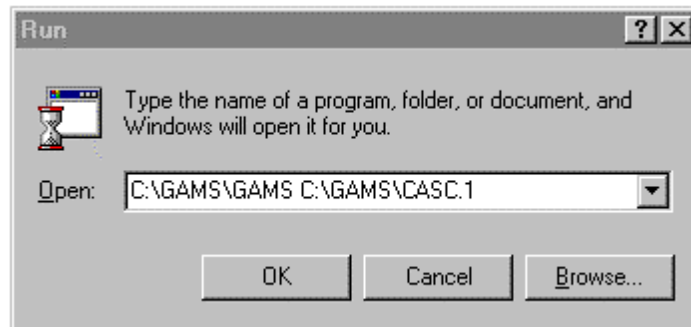 Run
Type the name of a program, folder, or document, and
Windows will open it for you.
Open: C:\GAMS\GAMS C:\GAMS\CASC.1
OK Cancel Browse...